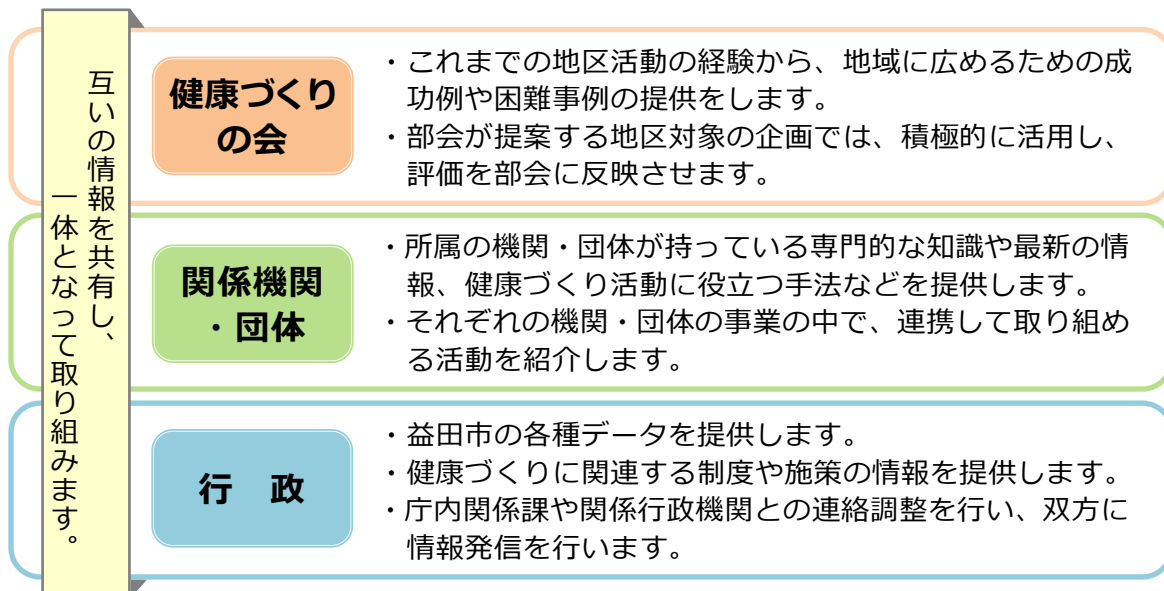 互いの情報を共有し、
一体となって取り組みます。
健康づくり
の会
・これまでの地区活動の経験から、地域に広めるための成
功例や困難事例の提供をします。
・部会が提案する地区対象の企画では、積極的に活用し、
評価を部会に反映させます。
関係機関
・団体
・所属の機関・団体が持っている専門的な知識や最新の情
報、健康づくり活動に役立つ手法などを提供します。
・それぞれの機関・団体の事業の中で、連携して取り組め
る活動を紹介します。
行　政
・益田市の各種データを提供します。
・健康づくりに関連する制度や施策の情報を提供します。
・庁内関係課や関係行政機関との連絡調整を行い、双方に
情報発信を行います。